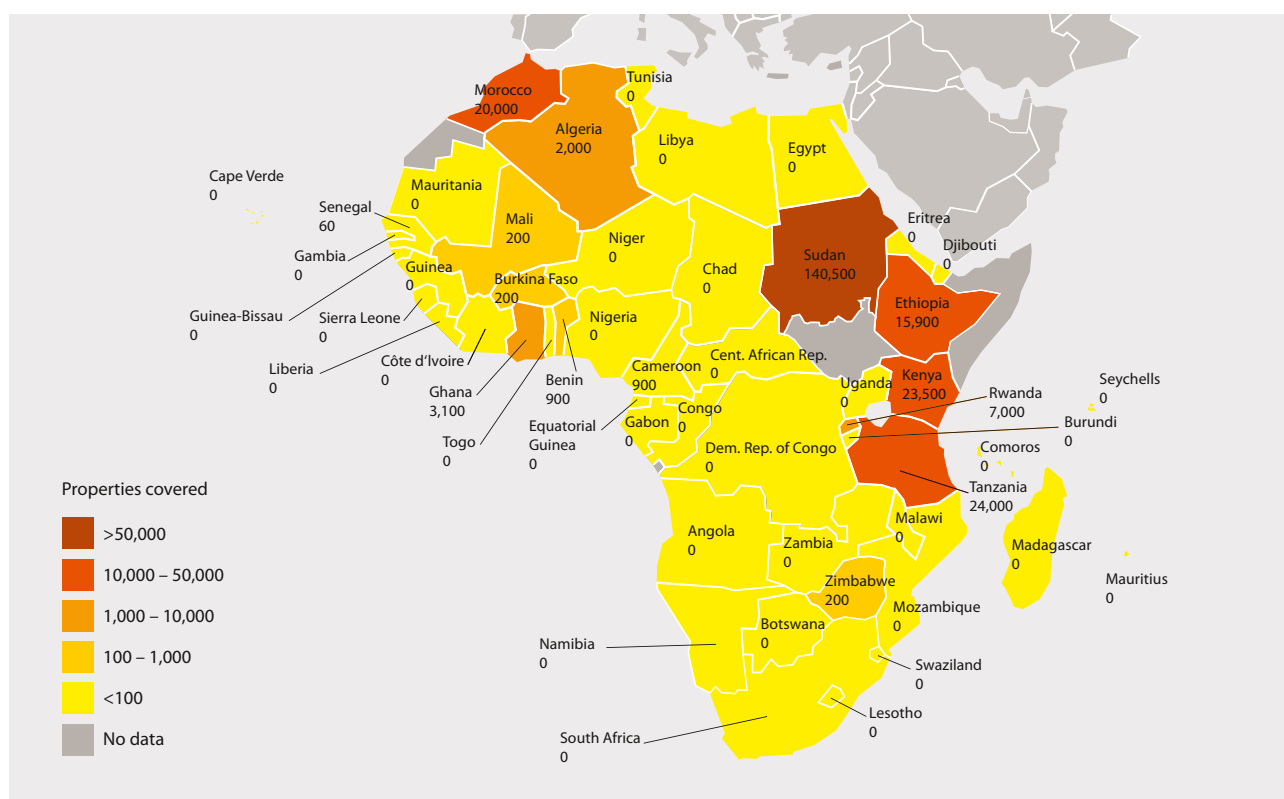 Tunisia
0
Morocco
20,000
Algeria
2,000
Libya
0
Egypt
0
Cape Verde
0
Mauritania
0
Senegal
60
Mali
200
Niger
0
Chad
0
Sudan
140,500
Eritrea
0
Djibouti
0
Gambia
0
Guinea
0
Burkina Faso
200
Ethiopia
15,900
Guinea-Bissau
0
Sierra Leone
0
Nigeria
0
Liberia
0
Côte d‘Ivoire
0
Ghana
3,100
Benin
900
Cameroon
900
Cent. African Rep.
0
Uganda
0
Kenya
23,500
Rwanda
7,000
Seychells
0
Togo
0
Equatorial
Guinea
0
Gabon
0
Congo
0
Dem. Rep. of Congo
0
Burundi
0
Comoros
0
Tanzania
24,000
Angola
0
Zambia
0
Malawi
0
Madagascar
0
Mauritius
0
Zimbabwe
200
Mozambique
0
Botswana
0
Namibia
0
Swaziland
0
Lesotho
0
South Africa
0
Properties covered
>50,000
10,000 – 50,000
1,000 – 10,000
100 – 1,000
<100
No data